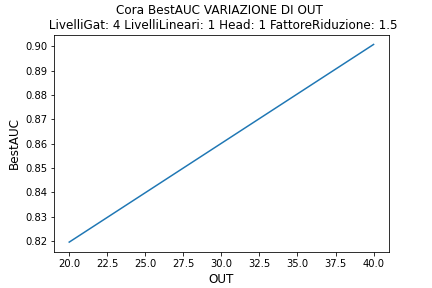 Cora BestAUC VARIAZIONE DI OUT
LivelliGat: 4 LivelliLineari: 1 Head: 1 FattoreRiduzione: 1.5
0.90
0.89
0.88
0.87
0.86
0.85
0.84
0.83
0.82
BestAUC
20.0 22.5 25.0 27.5 30.0 32.5 35.0 37.5 40.0
OUT